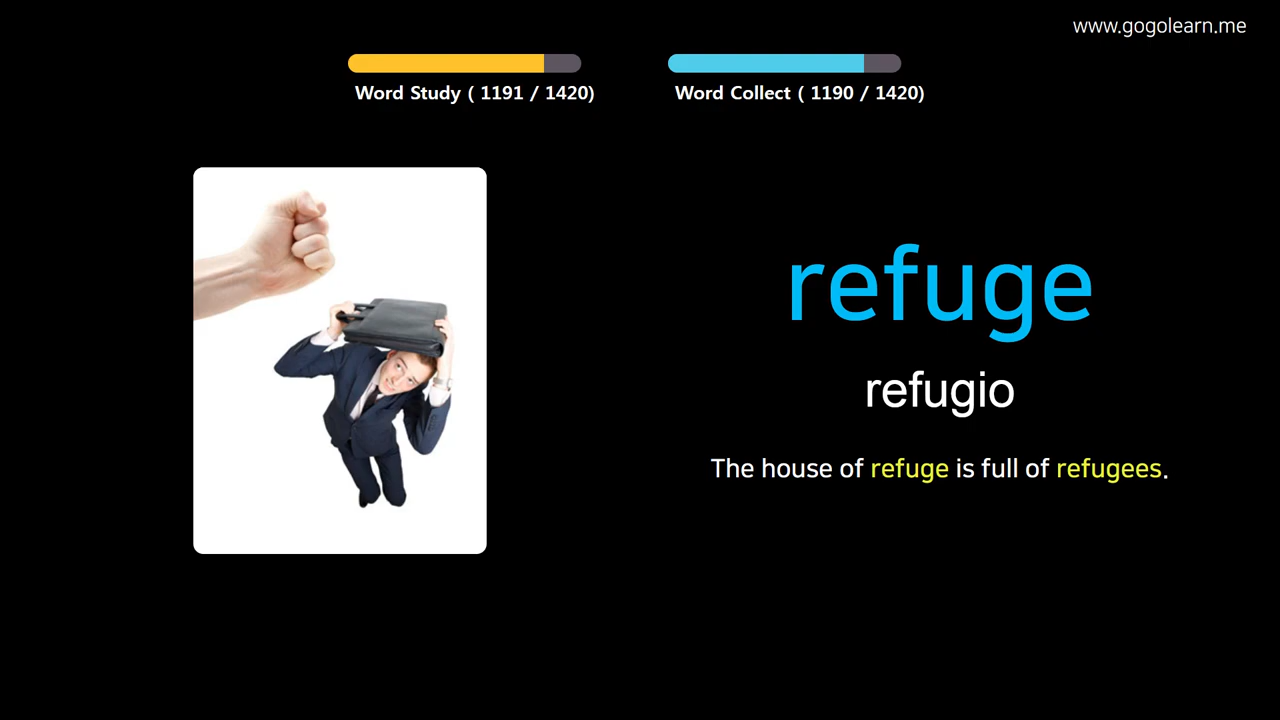 www.gogolearn.me
Word Study ( 1191 / 1420)
Word Collect ( 1190 / 1420)
refuge
refugio
The house of refuge is full of refugees.